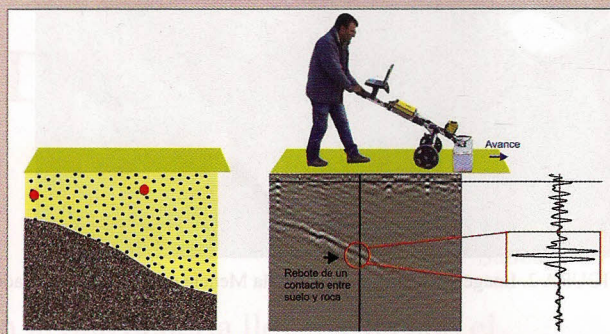 Avance
Rebote de un
contacto entre
suelo y roca